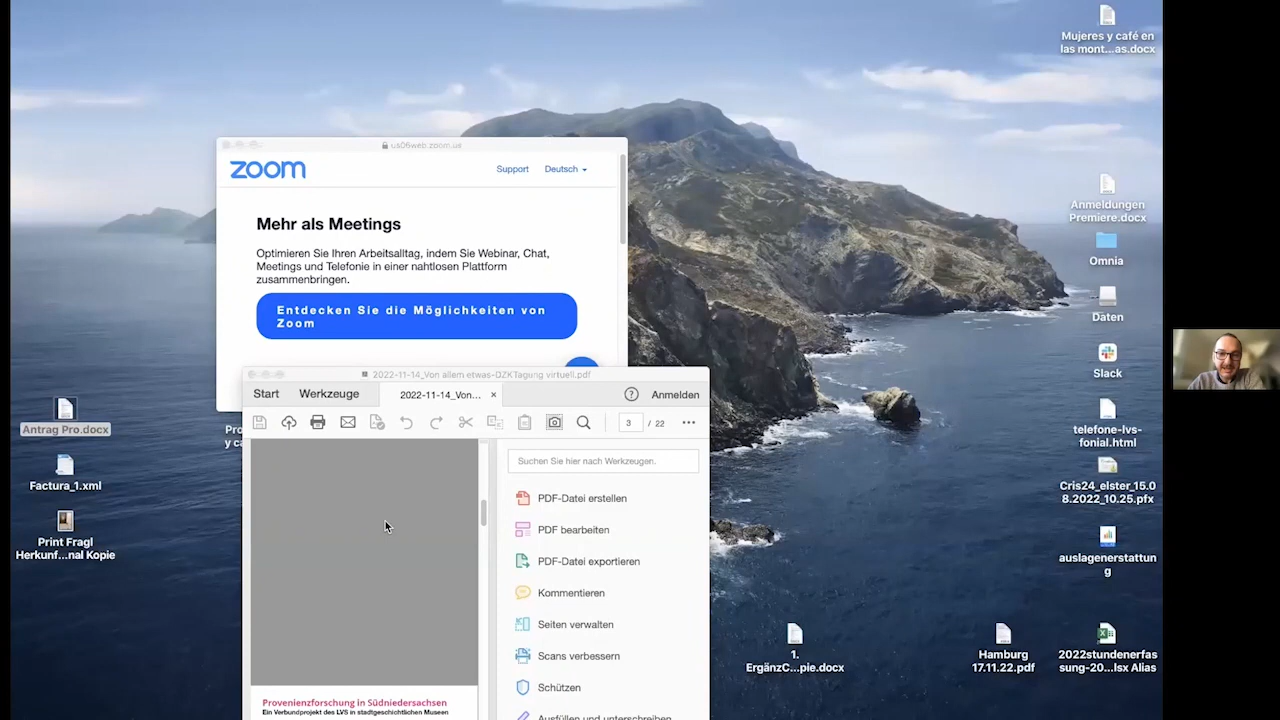 Mujeres y café en
las mont...as.docx
us06web.zoom.us
zoom
Support
Deutsch
Mehr als Meetings
Optimieren Sie Ihren Arbeitsalltag, indem Sie Webinar, Chat,
Meetings und Telefonie in einer nahtlosen Plattform
zusammenbringen.
Entdecken Sie die Möglichkeiten von
Zoom
Anmeldungen
Premiere.docx
Omnia
Daten
Slack
telefone-lvs-
fonial.html
Cris24_elster_15.0
8.2022_10.25.pfx
auslagenerstattun
g
Antrag Pro.docx
Factura_1.xml
Print Fragl
Herkunf...nal Kopie
Pro
y ca
2022-11-14_Von allem etwas-DZKTagung virtuell.pdf
Start
Werkzeuge
2022-11-14_Von...
Anmelden
3 / 22
Suchen Sie hier nach Werkzeugen.
PDF-Datei erstellen
PDF bearbeiten
PDF-Datei exportieren
Kommentieren
Seiten verwalten
Scans verbessern
Schützen
Ausfüllen und unterschreiben
Provenienzforschung in Südniedersachsen
Ein Verbundprojekt des LVS in stadtgeschichtlichen Museen
1.
ErgänzC...pie.docx
Hamburg
17.11.22.pdf
2022stundenerfas
sung-20...lsx Alias